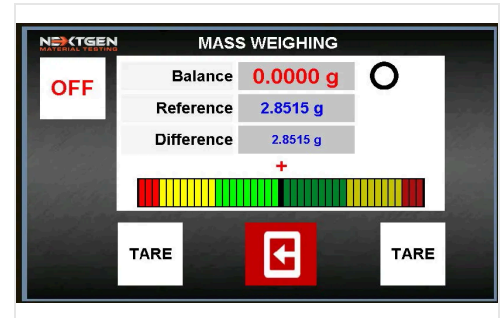 NEXTGEN
MATERIAL TESTING
MASS WEIGHING
OFF
Balance 0.0000 g
Reference 2.8515 g
Difference 2.8515 g
+
TARE
TARE